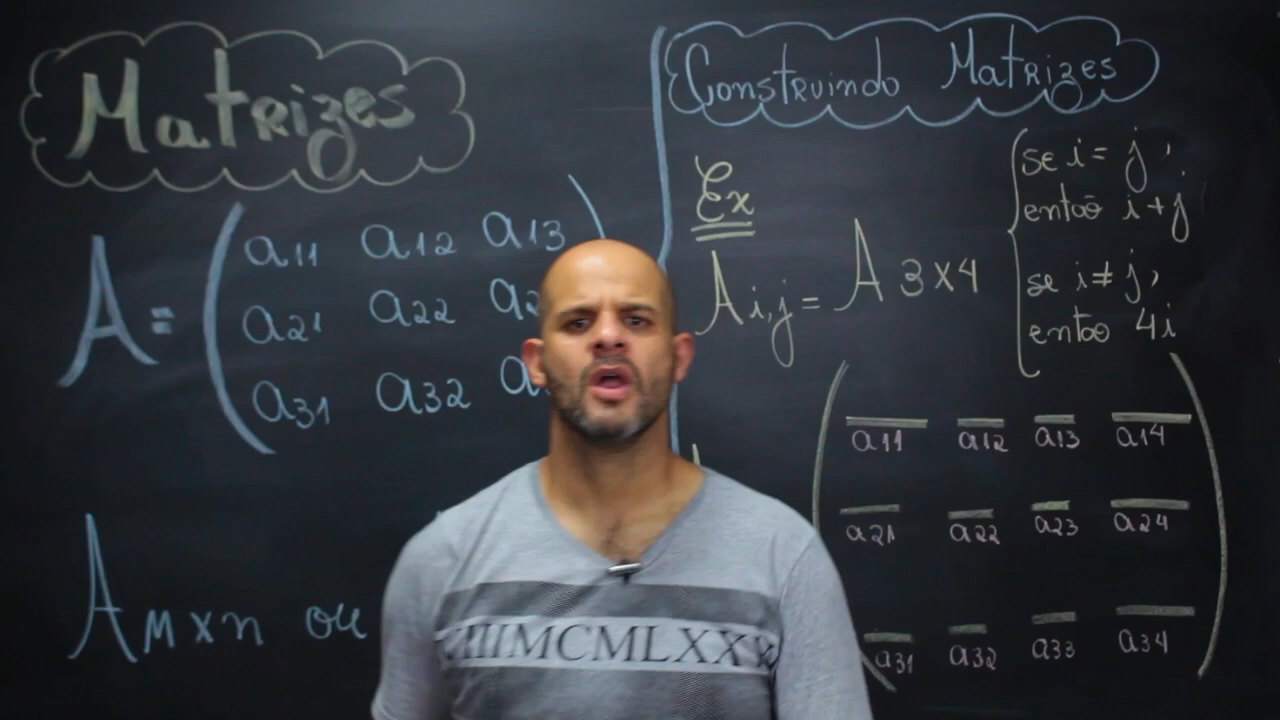 Matrizes
A = ( a11 a12 a13 )
a21 a22
a31 a32
Amxn ou
Construindo Matrizes
Ex
Ai,j = A 3x4
{ se i = j,
então i + j
se i ≠ j,
então 4i
a11 a12 a13 a14
a21 a22 a23 a24
a31 a32 a33 a34
IIIMCMLXXX